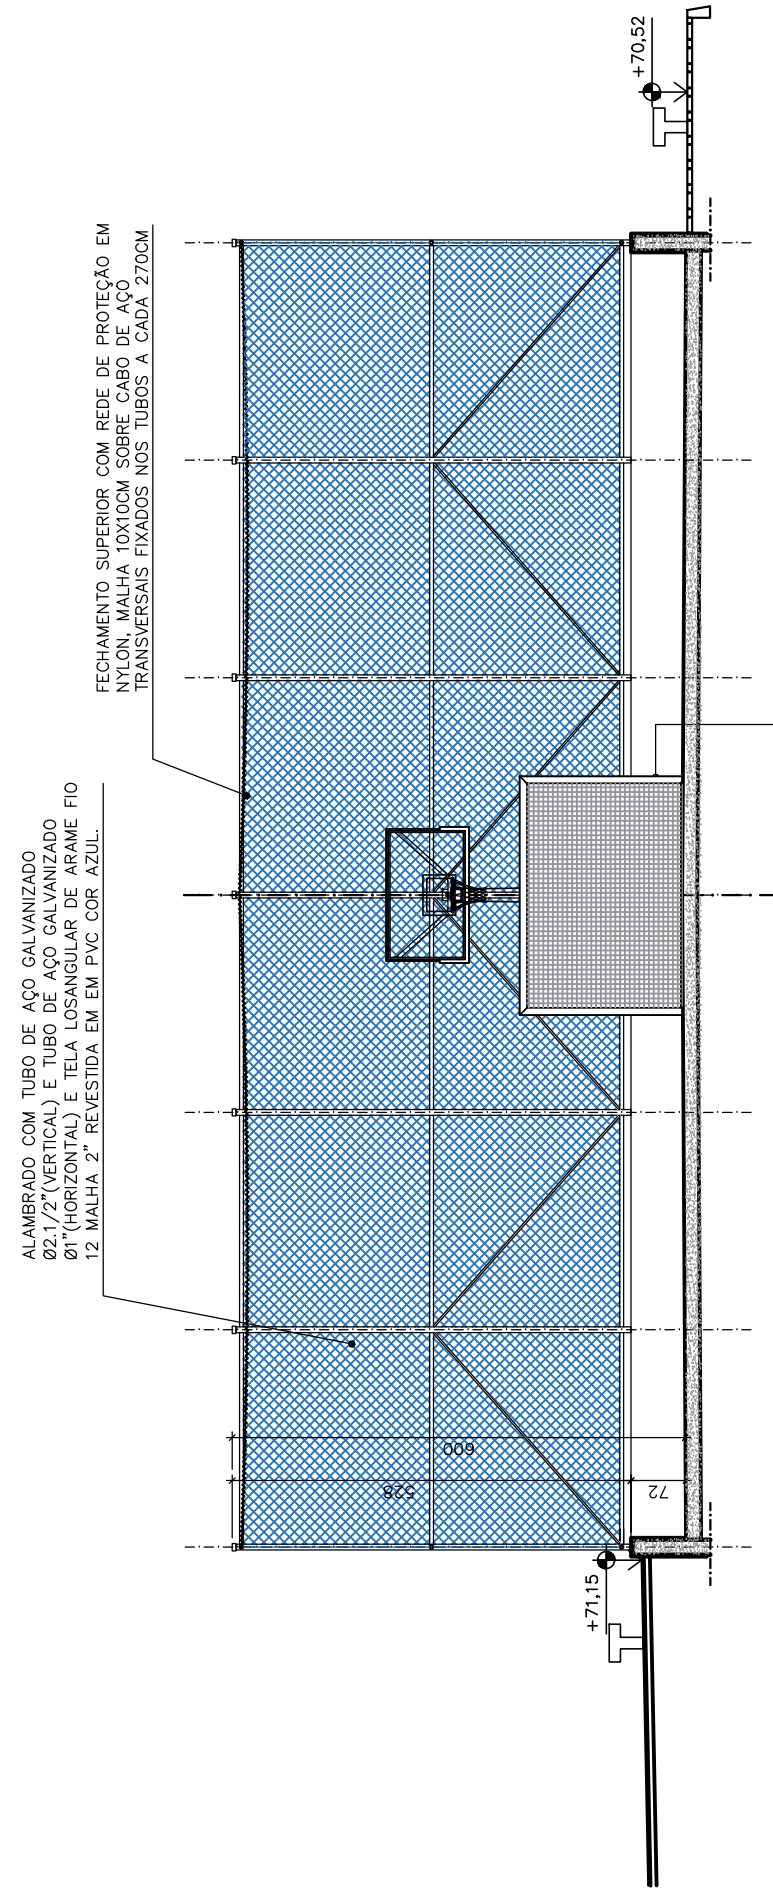 ALAMBRADO COM TUBO DE AÇO GALVANIZADO
Ø2.1/2"(VERTICAL) E TUBO DE AÇO GALVANIZADO
Ø1"(HORIZONTAL) E TELA LOSANGULAR DE ARAME FIO
12 MALHA 2" REVESTIDA EM EM PVC COR AZUL.
FECHAMENTO SUPERIOR COM REDE DE PROTEÇÃO EM
NYLON, MALHA 10X10CM SOBRE CABO DE AÇO
TRANSVERSAIS FIXADOS NOS TUBOS A CADA 270CM
+71,15
528
600
72
+70,52